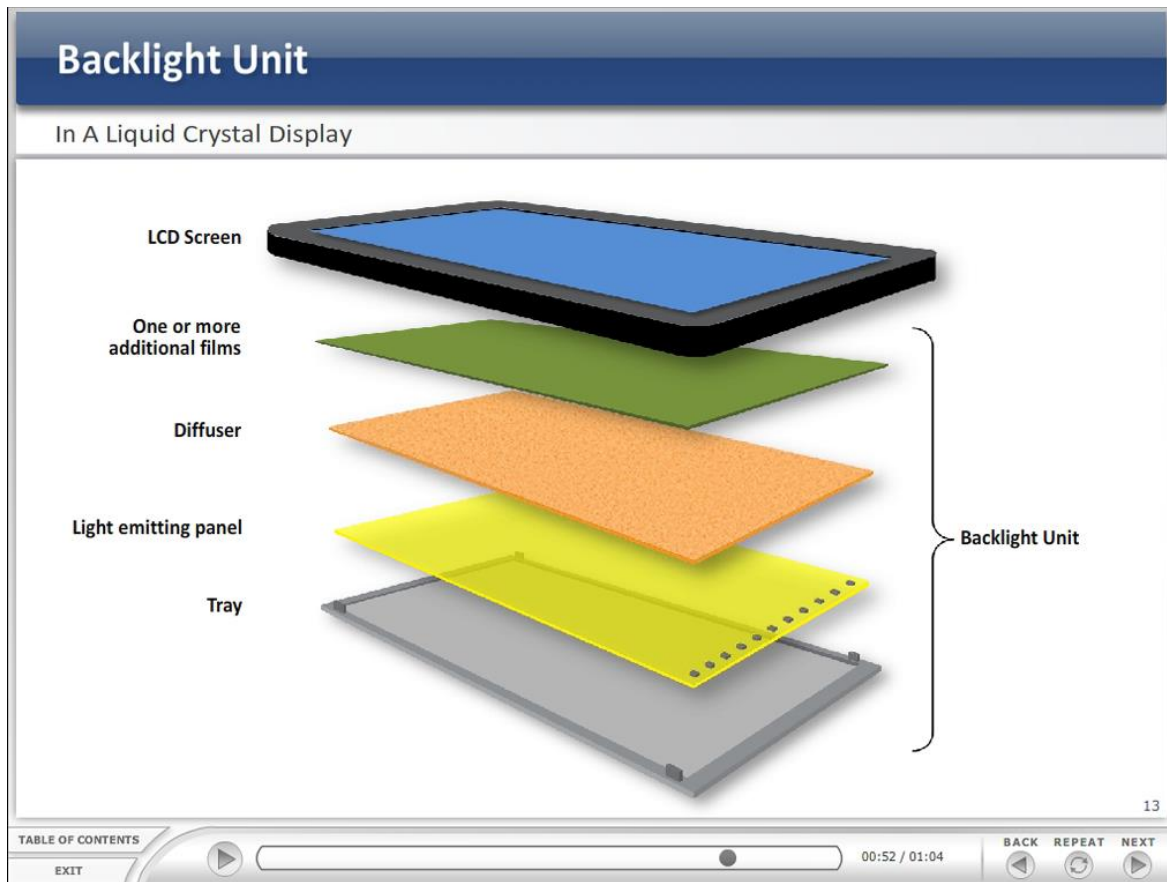 Backlight Unit
In A Liquid Crystal Display
LCD Screen
One or more
additional films
Diffuser
Light emitting panel
Tray
Backlight Unit
13
TABLE OF CONTENTS
EXIT
00:52 / 01:04
BACK REPEAT NEXT